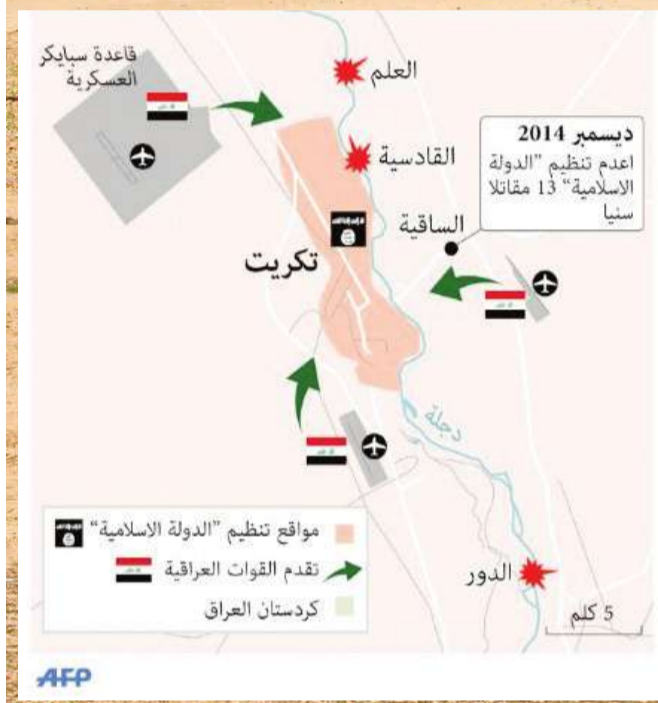 قاعدة سبايكر
العسكرية
العلم
القادسية
ديسمبر 2014
اعدم تنظيم "الدولة
الاسلامية" 13 مقاتلا
سنيا
الساقية
تكريت
دجلة
الدور
مواقع تنظيم "الدولة الاسلامية"
تقدم القوات العراقية
كردستان العراق
5 كلم
AFP